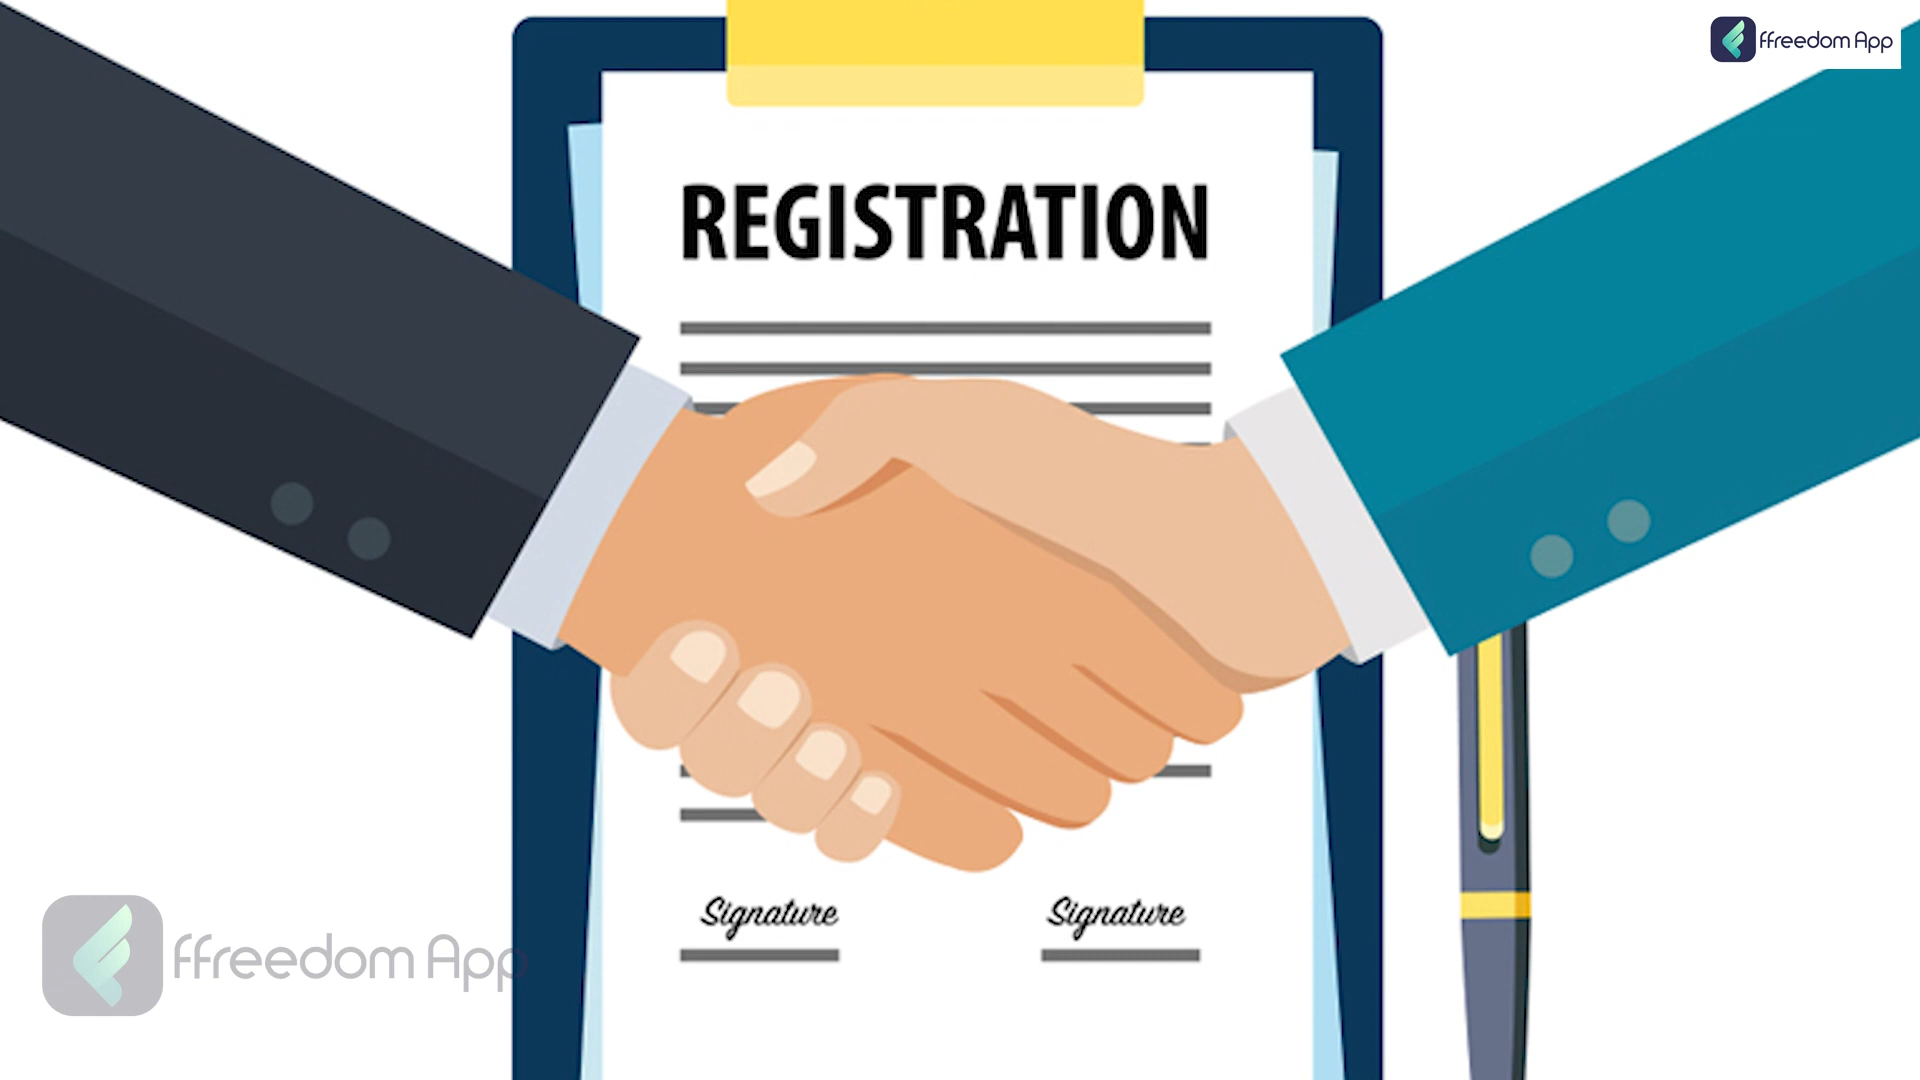 ffreedom App
REGISTRATION
Signature
Signature
ffreedom App